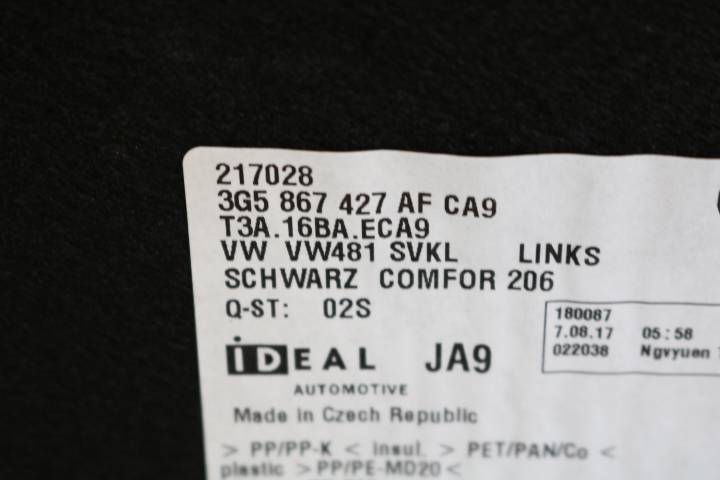 217028
3G5 867 427 AF CA9
T3A.16BA.ECA9
VW VW481 SVKL LINKS
SCHWARZ COMFOR 206
Q-ST: 02S
180087
7.08.17 05:58
022038 Ngvyuen
iDEAL JA9
AUTOMOTIVE
Made in Czech Republic
> PP/PP-K < insul. > PET/PAN/Co <
plastic > PP/PE-MD20 <